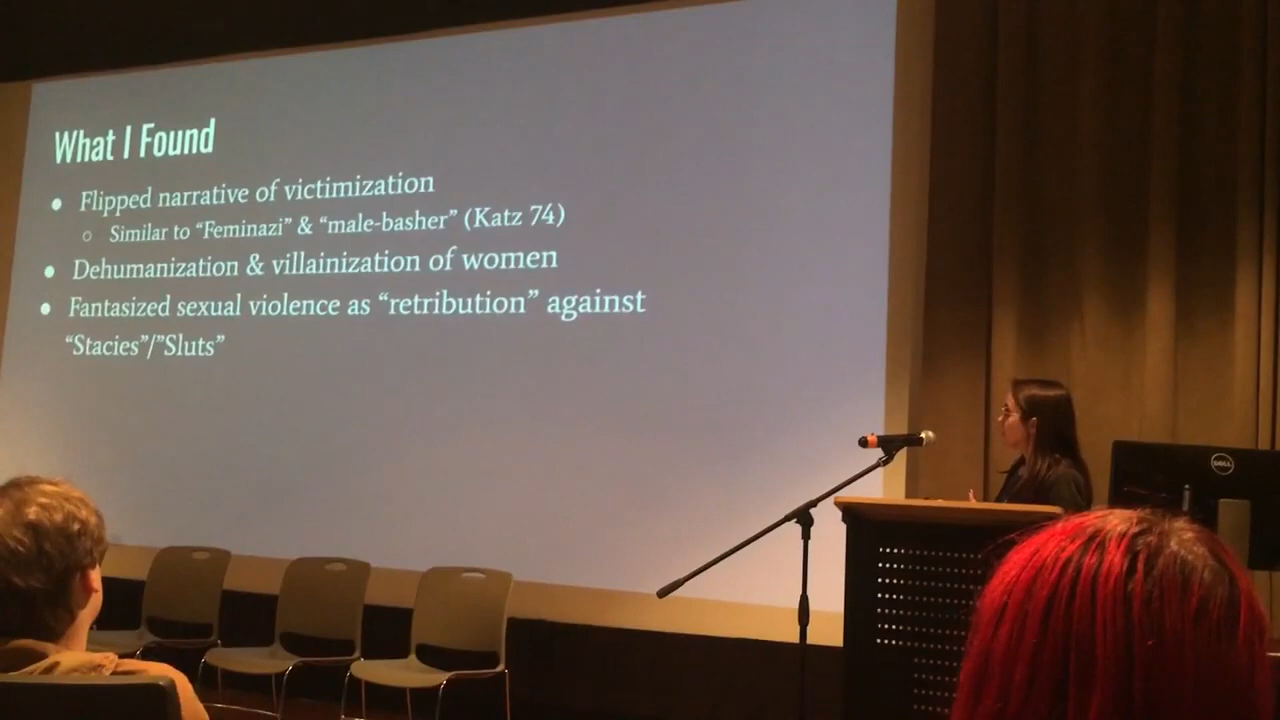 What I Found
● Flipped narrative of victimization
○ Similar to “Feminazi” & “male-basher” (Katz 74)
● Dehumanization & villainization of women
● Fantasized sexual violence as “retribution” against
“Stacies”/”Sluts”
DELL